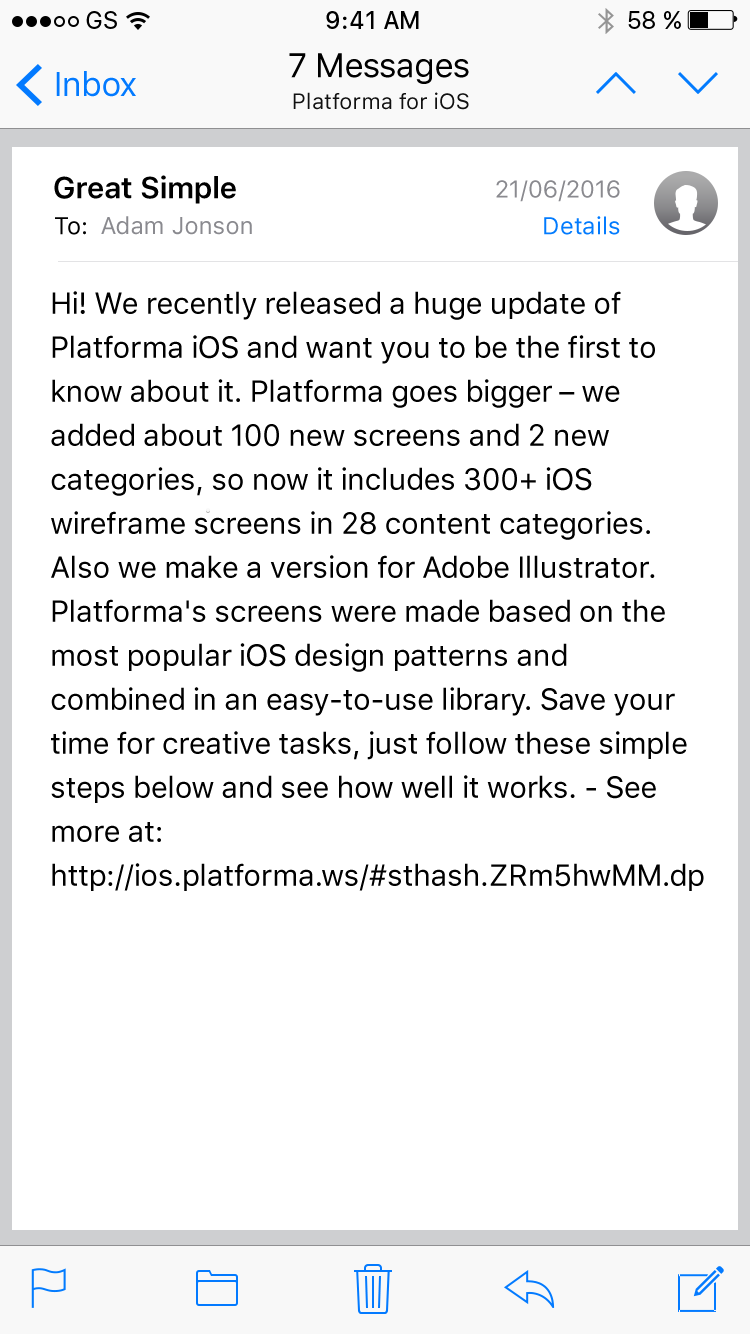 GS 9:41 AM 58 %
Inbox
7 Messages
Platforma for iOS
Great Simple
21/06/2016
To: Adam Jonson
Details
Hi! We recently released a huge update of
Platforma iOS and want you to be the first to
know about it. Platforma goes bigger – we
added about 100 new screens and 2 new
categories, so now it includes 300+ iOS
wireframe screens in 28 content categories.
Also we make a version for Adobe Illustrator.
Platforma's screens were made based on the
most popular iOS design patterns and
combined in an easy-to-use library. Save your
time for creative tasks, just follow these simple
steps below and see how well it works. - See
more at:
http://ios.platforma.ws/#sthash.ZRm5hwMM.dp